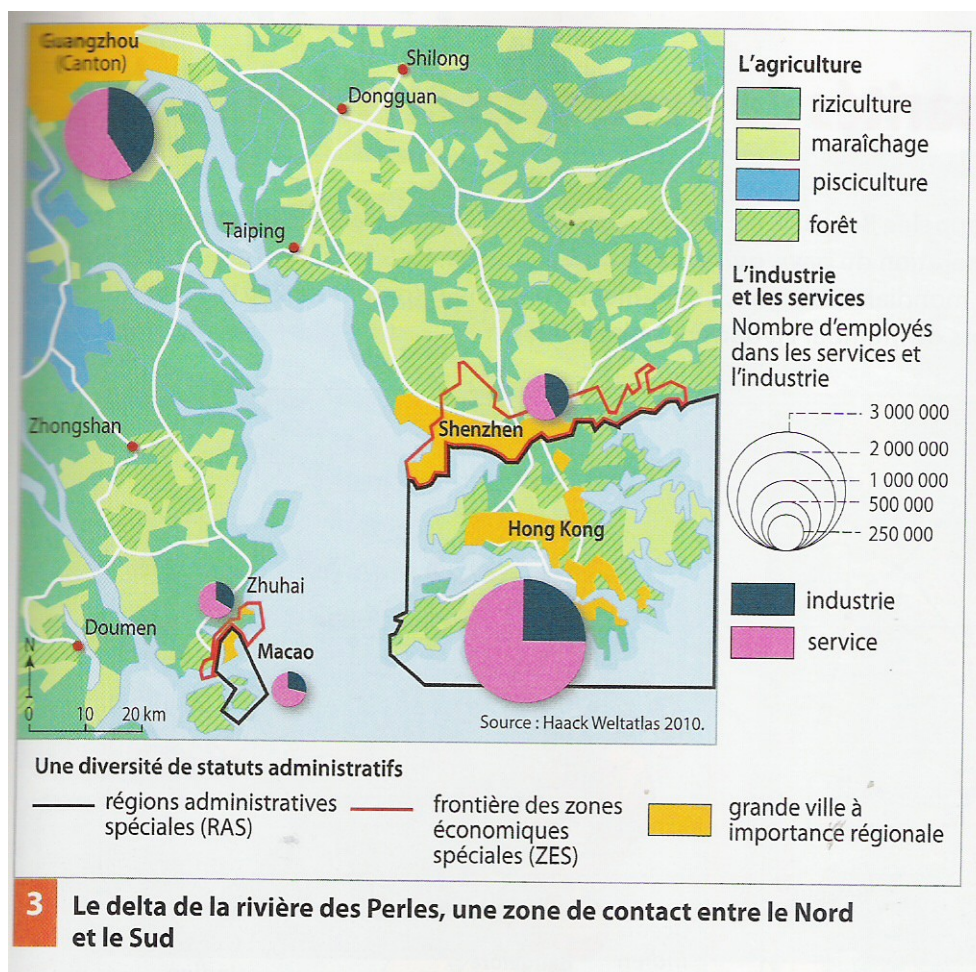 Guangzhou
(Canton)
Shilong
Dongguan
Taiping
Zhongshan
Shenzhen
Hong Kong
Zhuhai
Doumen
Macao
N
0 10 20 km
Source : Haack Weltatlas 2010.
L'agriculture
riziculture
maraîchage
pisciculture
forêt
L'industrie
et les services
Nombre d'employés
dans les services et
l'industrie
3 000 000
2 000 000
1 000 000
500 000
250 000
industrie
service
Une diversité de statuts administratifs
régions administratives
spéciales (RAS)
frontière des zones
économiques
spéciales (ZES)
grande ville à
importance régionale
3 Le delta de la rivière des Perles, une zone de contact entre le Nord
et le Sud